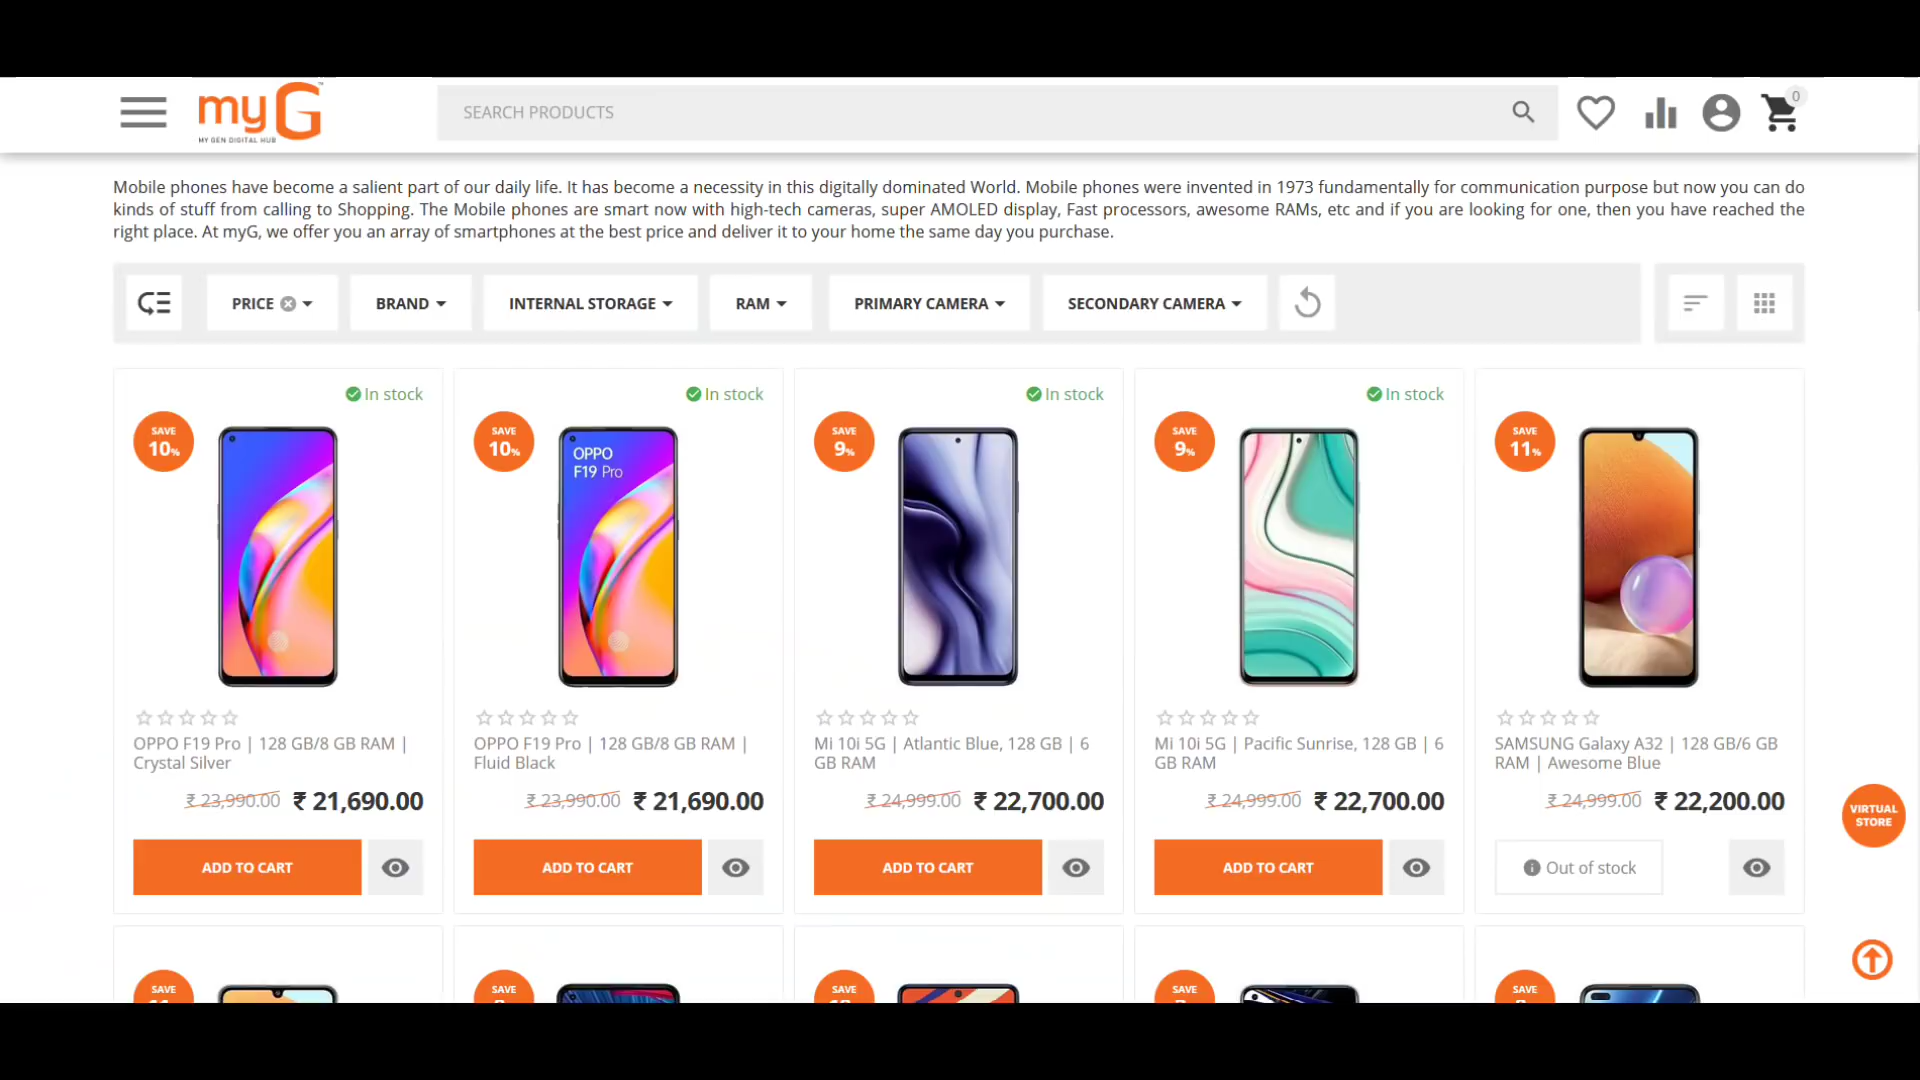 myG
MY GEN DIGITAL HUB
SEARCH PRODUCTS
0
Mobile phones have become a salient part of our daily life. It has become a necessity in this digitally dominated World. Mobile phones were invented in 1973 fundamentally for communication purpose but now you can do
kinds of stuff from calling to Shopping. The Mobile phones are smart now with high-tech cameras, super AMOLED display, Fast processors, awesome RAMs, etc and if you are looking for one, then you have reached the
right place. At myG, we offer you an array of smartphones at the best price and deliver it to your home the same day you purchase.
PRICE
BRAND
INTERNAL STORAGE
RAM
PRIMARY CAMERA
SECONDARY CAMERA
In stock
SAVE
10%
OPPO F19 Pro | 128 GB/8 GB RAM |
Crystal Silver
₹ 23,990.00 ₹ 21,690.00
ADD TO CART
In stock
SAVE
10%
OPPO
F19 Pro
OPPO F19 Pro | 128 GB/8 GB RAM |
Fluid Black
₹ 23,990.00 ₹ 21,690.00
ADD TO CART
In stock
SAVE
9%
Mi 10i 5G | Atlantic Blue, 128 GB | 6
GB RAM
₹ 24,999.00 ₹ 22,700.00
ADD TO CART
In stock
SAVE
9%
Mi 10i 5G | Pacific Sunrise, 128 GB | 6
GB RAM
₹ 24,999.00 ₹ 22,700.00
ADD TO CART
SAVE
11%
SAMSUNG Galaxy A32 | 128 GB/6 GB
RAM | Awesome Blue
₹ 24,999.00 ₹ 22,200.00
Out of stock
VIRTUAL
STORE
SAVE
SAVE
SAVE
SAVE
SAVE